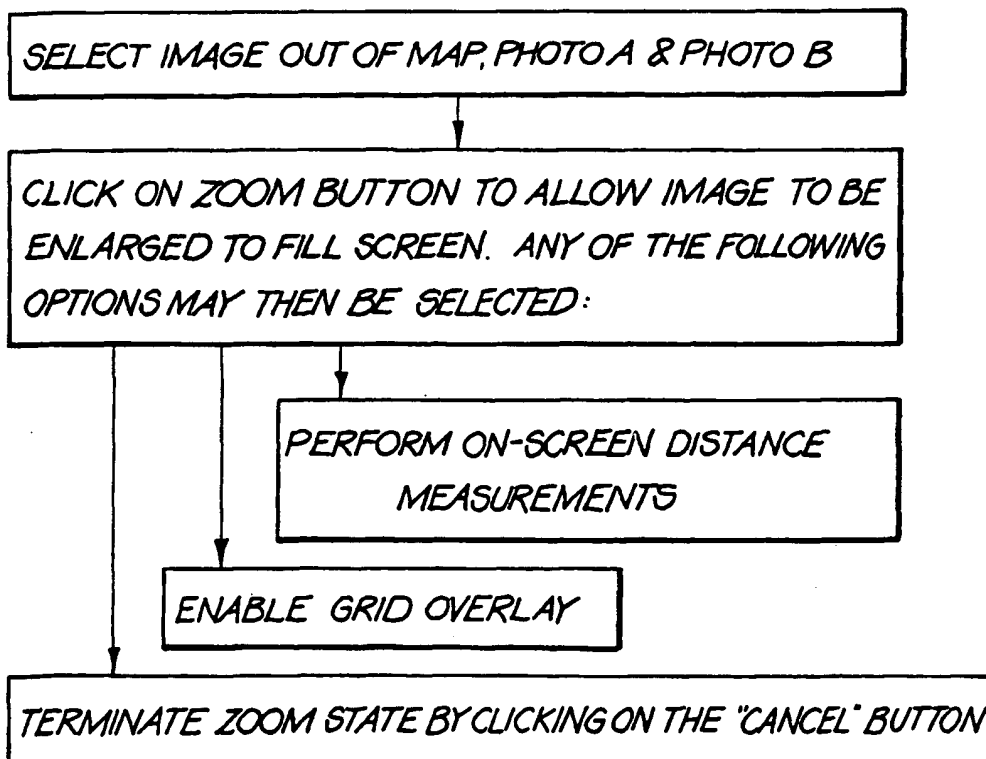 SELECT IMAGE OUT OF MAP, PHOTO A & PHOTO B
CLICK ON ZOOM BUTTON TO ALLOW IMAGE TO BE
ENLARGED TO FILL SCREEN. ANY OF THE FOLLOWING
OPTIONS MAY THEN BE SELECTED:
PERFORM ON-SCREEN DISTANCE
MEASUREMENTS
ENABLE GRID OVERLAY
TERMINATE ZOOM STATE BY CLICKING ON THE "CANCEL" BUTTON